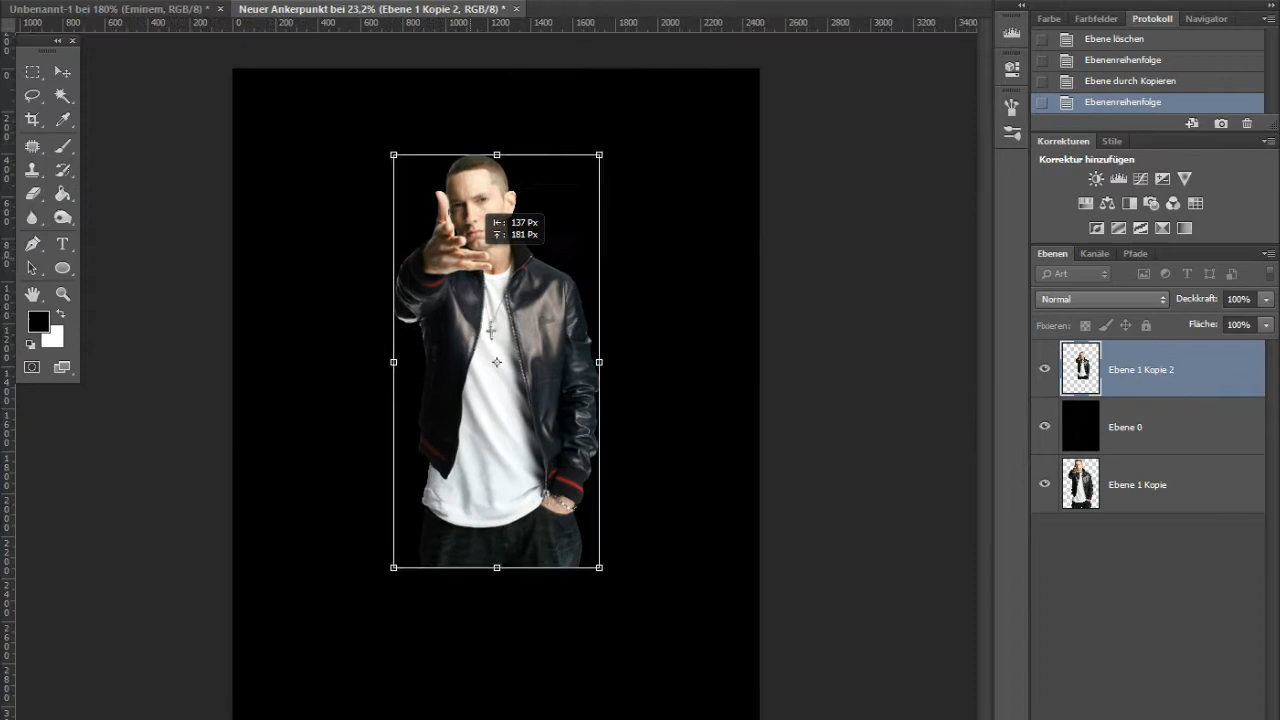 Unbenannt-1 bei 180% (Eminem, RGB/8) * × Neuer Ankerpunkt bei 23,2% (Ebene 1 Kopie 2, RGB/8) * ×
1000 800 600 400 200 0 200 400 600 800 1000 1200 1400 1600 1800 2000 2200 2400 2600 2800 3000 3200 3400
Farbe Farbfelder Protokoll Navigator
Ebene löschen
Ebenenreihenfolge
Ebene durch Kopieren
Ebenenreihenfolge
Korrekturen Stile
Korrektur hinzufügen
137 Px
181 Px
Ebenen Kanäle Pfade
Art
Normal Deckkraft: 100%
Fixieren: Fläche: 100%
Ebene 1 Kopie 2
Ebene 0
Ebene 1 Kopie